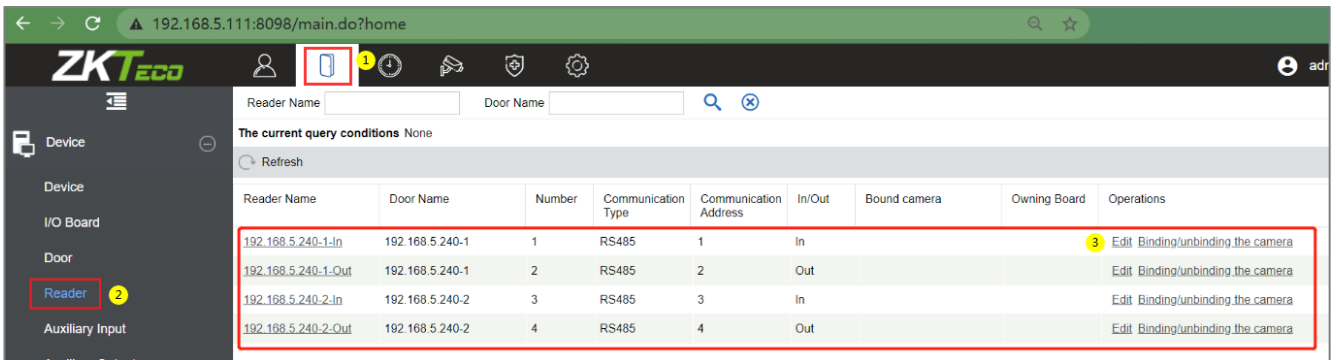 192.168.5.111:8098/main.do?home
ZKTECO
1
adm
Reader Name Door Name
Device
The current query conditions None
Refresh
Device
I/O Board
Door
Reader 2
Auxiliary Input
Reader Name Door Name Number Communication Type Communication Address In/Out Bound camera Owning Board Operations
192.168.5.240-1-In 192.168.5.240-1 1 RS485 1 In 3 Edit Binding/unbinding the camera
192.168.5.240-1-Out 192.168.5.240-1 2 RS485 2 Out Edit Binding/unbinding the camera
192.168.5.240-2-In 192.168.5.240-2 3 RS485 3 In Edit Binding/unbinding the camera
192.168.5.240-2-Out 192.168.5.240-2 4 RS485 4 Out Edit Binding/unbinding the camera